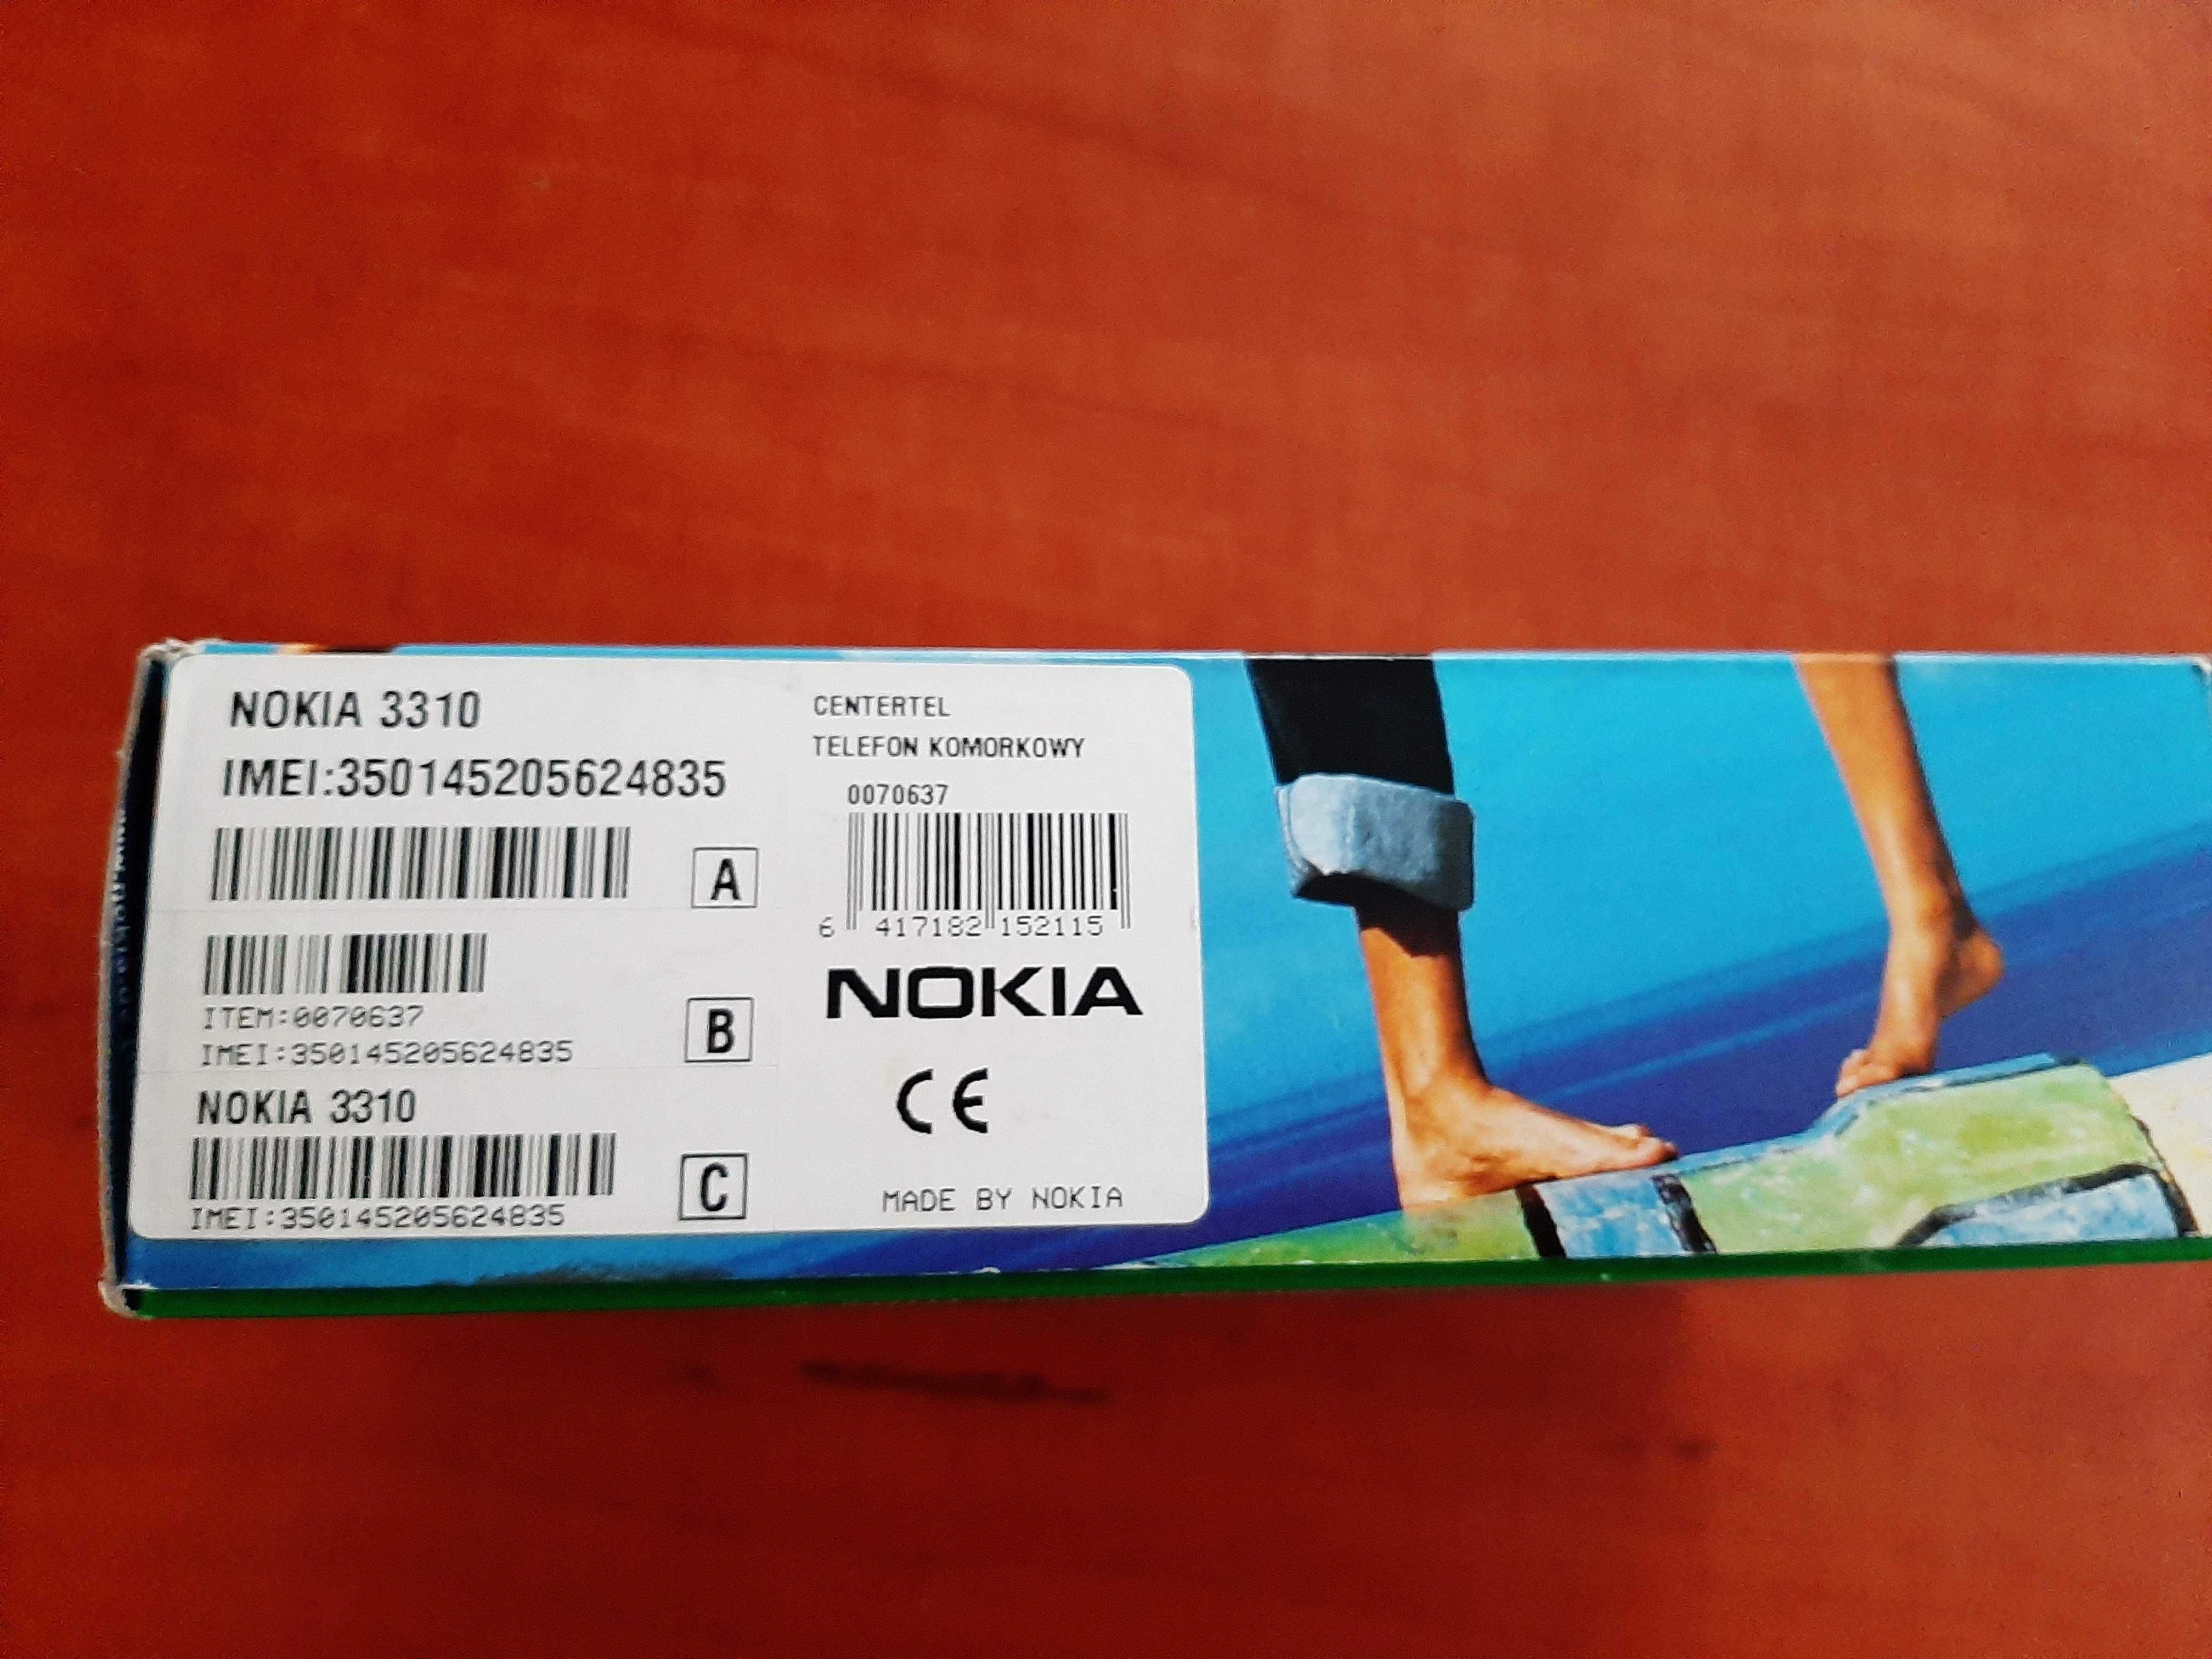 NOKIA 3310
IMEI:350145205624835
A
ITEM:0070637
IMEI:350145205624835
B
NOKIA 3310
C
IMEI:350145205624835
CENTERTEL
TELEFON KOMORKOWY
0070637
6 417182 152115
NOKIA
CE
MADE BY NOKIA